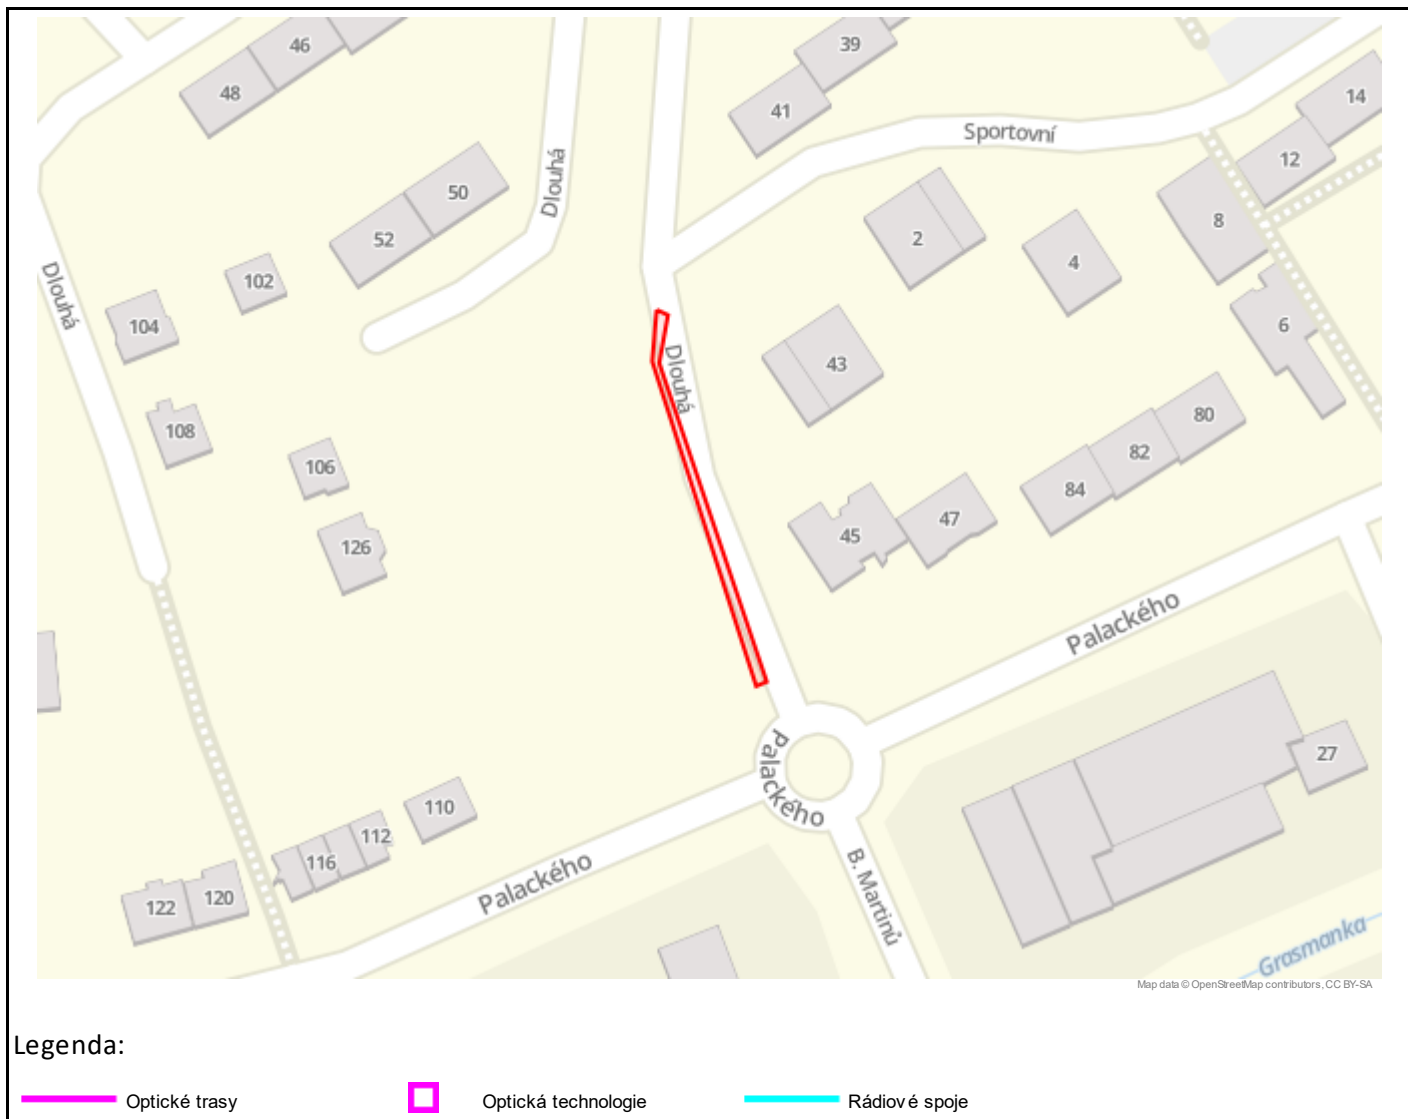 46
39
48
14
41
Sportovní
12
50
Dlouhá
8
52
2
4
102
Dlouhá
104
6
43
Dlouhá
80
108
82
106
84
47
45
126
Palackého
Palackého
27
110
112
116
B. Martinů
Palackého
120
122
Grasmanka
Map data © OpenStreetMap contributors, CC BY-SA
Legenda:
Optické trasy Optická technologie Rádiové spoje